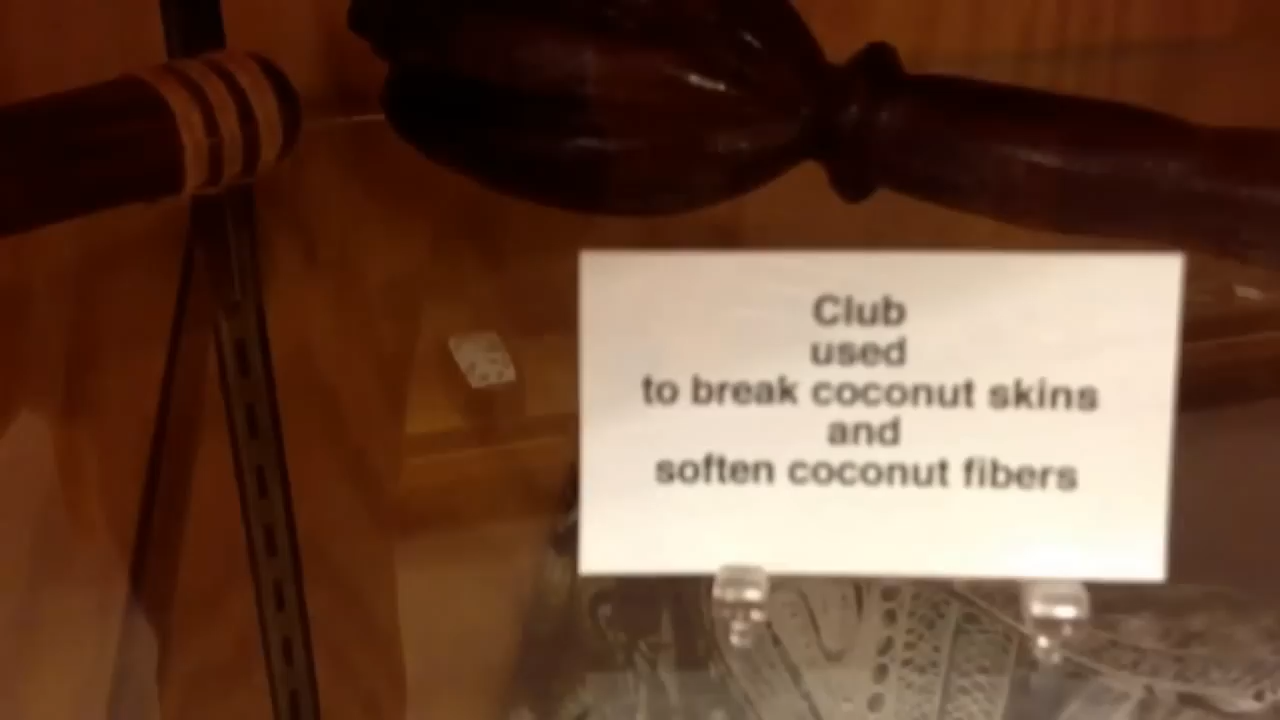 Club
used
to break coconut skins
and
soften coconut fibers